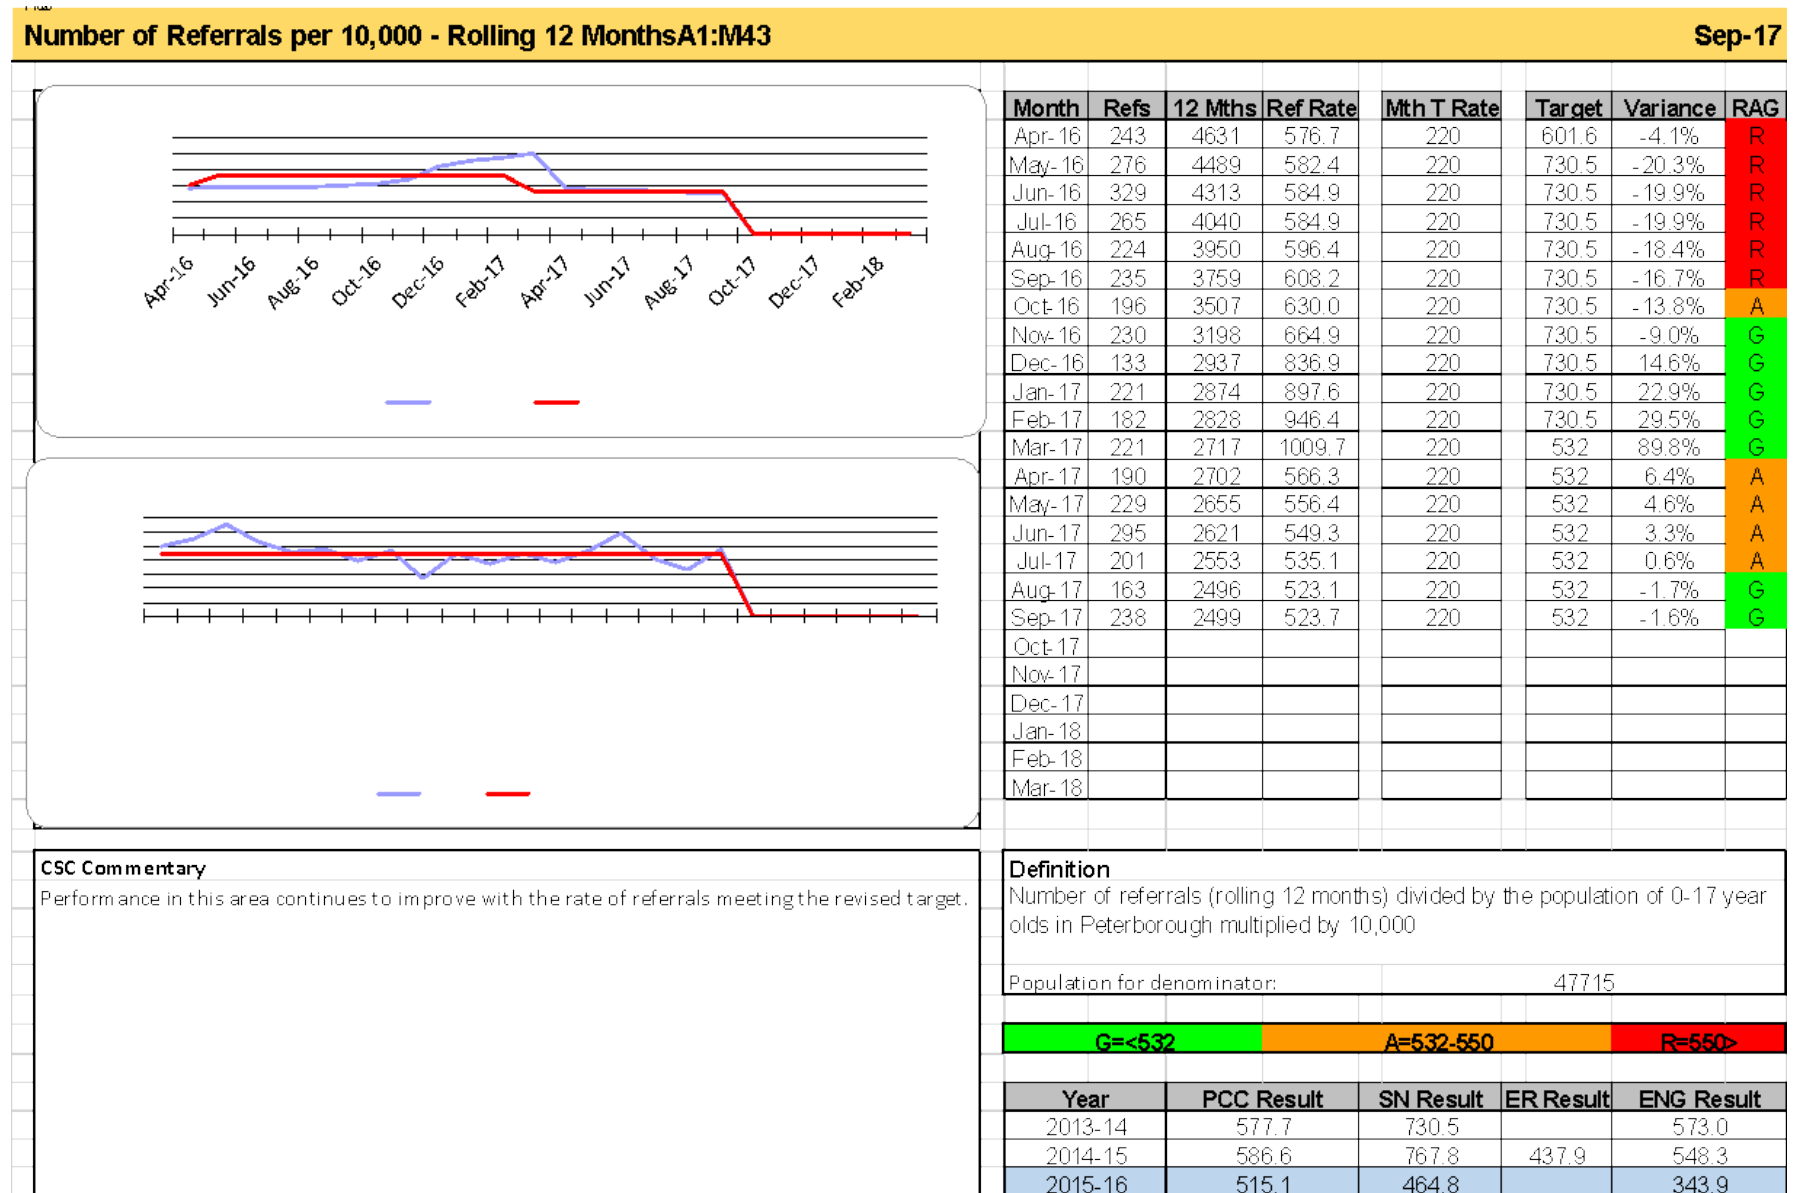 Number of Referrals per 10,000 - Rolling 12 MonthsA1:M43 Sep-17
Apr-16 Jun-16 Aug-16 Oct-16 Dec-16 Feb-17 Apr-17 Jun-17 Aug-17 Oct-17 Dec-17 Feb-18
Month Refs 12 Mths Ref Rate Mth T Rate Target Variance RAG
Apr-16 243 4631 576.7 220 601.6 -4.1% R
May-16 276 4489 582.4 220 730.5 -20.3% R
Jun-16 329 4313 584.9 220 730.5 -19.9% R
Jul-16 265 4040 584.9 220 730.5 -19.9% R
Aug-16 224 3950 596.4 220 730.5 -18.4% R
Sep-16 235 3759 608.2 220 730.5 -16.7% R
Oct-16 196 3507 630.0 220 730.5 -13.8% A
Nov-16 230 3198 664.9 220 730.5 -9.0% G
Dec-16 133 2937 836.9 220 730.5 14.6% G
Jan-17 221 2874 897.6 220 730.5 22.9% G
Feb-17 182 2828 946.4 220 730.5 29.5% G
Mar-17 221 2717 1009.7 220 532 89.8% G
Apr-17 190 2702 566.3 220 532 6.4% A
May-17 229 2655 556.4 220 532 4.6% A
Jun-17 295 2621 549.3 220 532 3.3% A
Jul-17 201 2553 535.1 220 532 0.6% A
Aug-17 163 2496 523.1 220 532 -1.7% G
Sep-17 238 2499 523.7 220 532 -1.6% G
Oct-17
Nov-17
Dec-17
Jan-18
Feb-18
Mar-18
CSC Commentary
Performance in this area continues to improve with the rate of referrals meeting the revised target.
Definition
Number of referrals (rolling 12 months) divided by the population of 0-17 year
olds in Peterborough multiplied by 10,000
Population for denominator: 47715
G=<532 A=532-550 R=550>
Year PCC Result SN Result ER Result ENG Result
2013-14 577.7 730.5 573.0
2014-15 586.6 767.8 437.9 548.3
2015-16 515.1 464.8 343.9